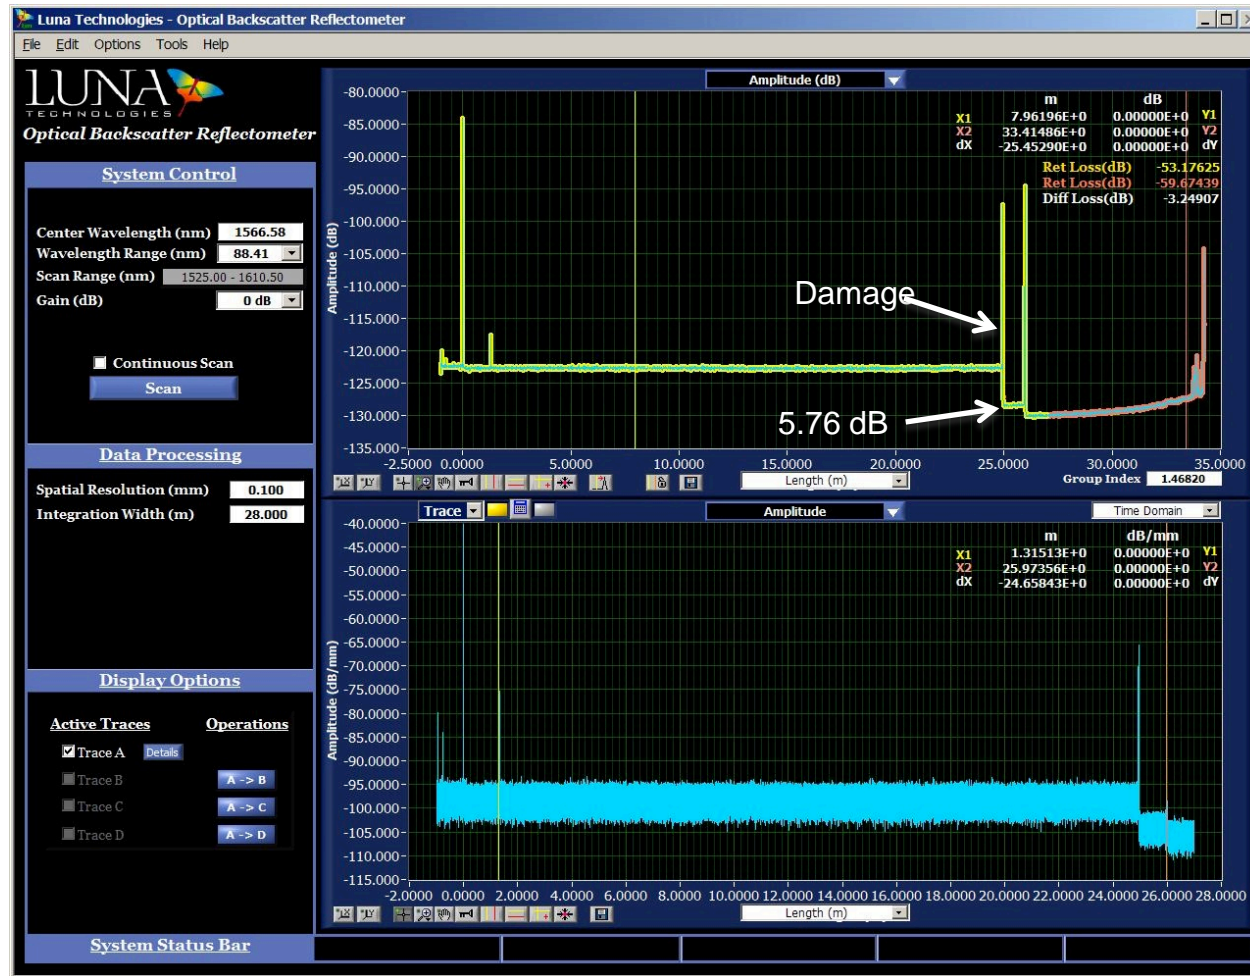 Luna Technologies - Optical Backscatter Reflectometer
File Edit Options Tools Help
LUNA
TECHNOLOGIES
Optical Backscatter Reflectometer
System Control
Center Wavelength (nm) 1566.58
Wavelength Range (nm) 88.41
Scan Range (nm) 1525.00 - 1610.50
Gain (dB) 0 dB
Continuous Scan
Scan
Data Processing
Spatial Resolution (mm) 0.100
Integration Width (m) 28.000
Display Options
Active Traces Operations
Trace A Details
Trace B A -> B
Trace C A -> C
Trace D A -> D
System Status Bar
Amplitude (dB)
m dB
X1 7.96196E+0 0.00000E+0 Y1
X2 33.41486E+0 0.00000E+0 Y2
dX -25.45290E+0 0.00000E+0 dY
Ret Loss(dB) -53.17625
Ret Loss(dB) -59.67439
Diff Loss(dB) -3.24907
Amplitude (dB)
-80.0000
-85.0000
-90.0000
-95.0000
-100.000
-105.000
-110.000
-115.000
-120.000
-125.000
-130.000
-135.000
Damage
5.76 dB
-2.5000 0.0000 5.0000 10.0000 15.0000 20.0000 25.0000 30.0000 35.0000
Length (m)
Group Index 1.46820
Trace
Amplitude
Time Domain
m dB/mm
X1 1.31513E+0 0.00000E+0 Y1
X2 25.97356E+0 0.00000E+0 Y2
dX -24.65843E+0 0.00000E+0 dY
Amplitude (dB/mm)
-40.0000
-45.0000
-50.0000
-55.0000
-60.0000
-65.0000
-70.0000
-75.0000
-80.0000
-85.0000
-90.0000
-95.0000
-100.000
-105.000
-110.000
-115.000
-2.0000 0.0000 2.0000 4.0000 6.0000 8.0000 10.0000 12.0000 14.0000 16.0000 18.0000 20.0000 22.0000 24.0000 26.0000 28.0000
Length (m)